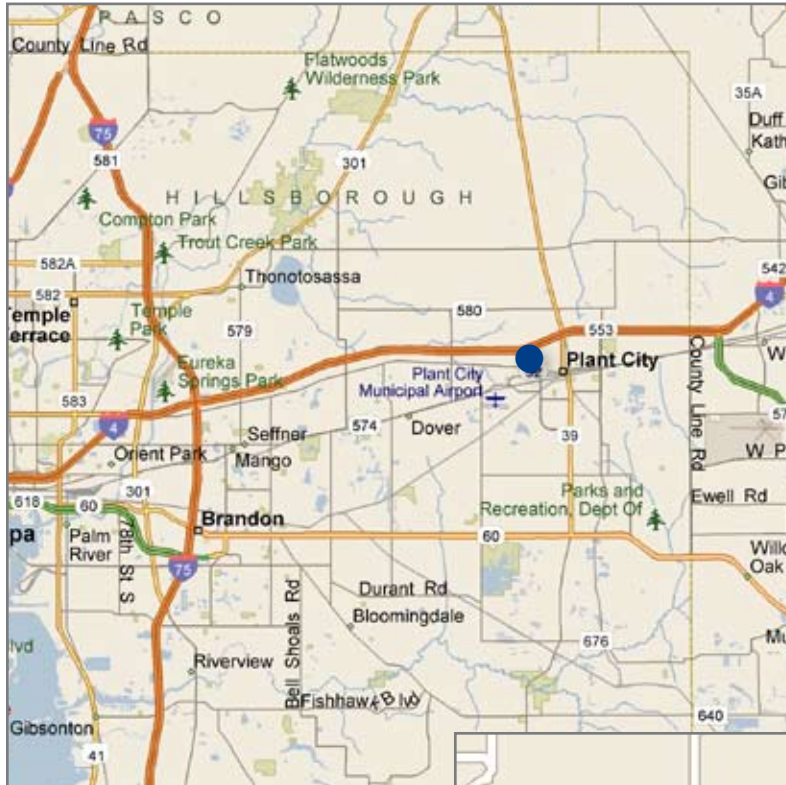 PASCO
County Line Rd
Flatwoods
Wilderness Park
35A
Duff
Kath
75
581
301
HILLSBOROUGH
Compton Park
Trout Creek Park
582A
582
Thonotosassa
542
4
Temple
Park
579
580
553
Eureka
Springs Park
Plant City
Plant City
Municipal Airport
County Line Rd
583
4
574
Dover
39
Seffner
Mango
Orient Park
W P
Ewell Rd
618
60
301
Parks and
Recreation, Dept Of
Brandon
60
pa
Palm
River
78th St S
75
Willo
Oak
Durant Rd
Bloomingdale
Bell Shoals Rd
676
Mu
lvd
Riverview
Fishhawk Blvd
Gibsonton
640
41